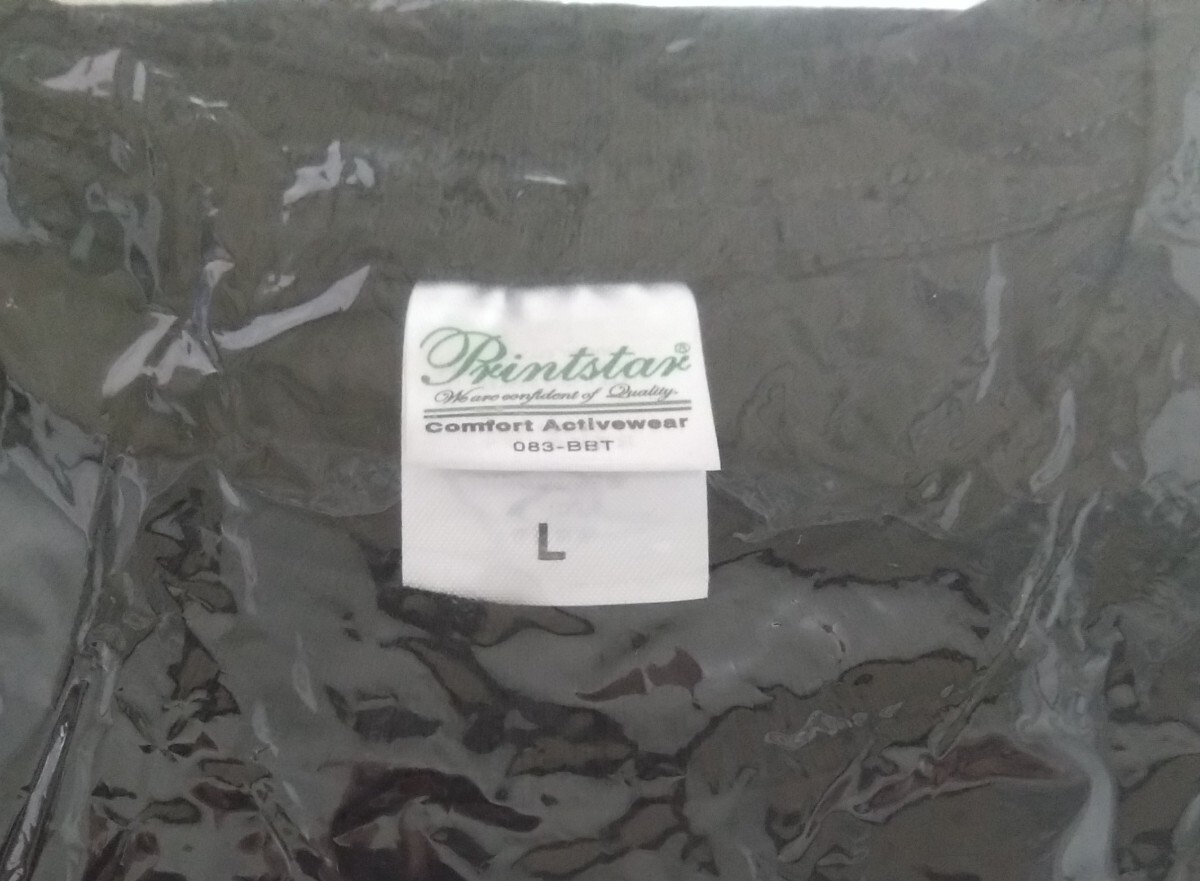 Printstar®
We are confident of Quality.
Comfort Activewear
083-BBT
L